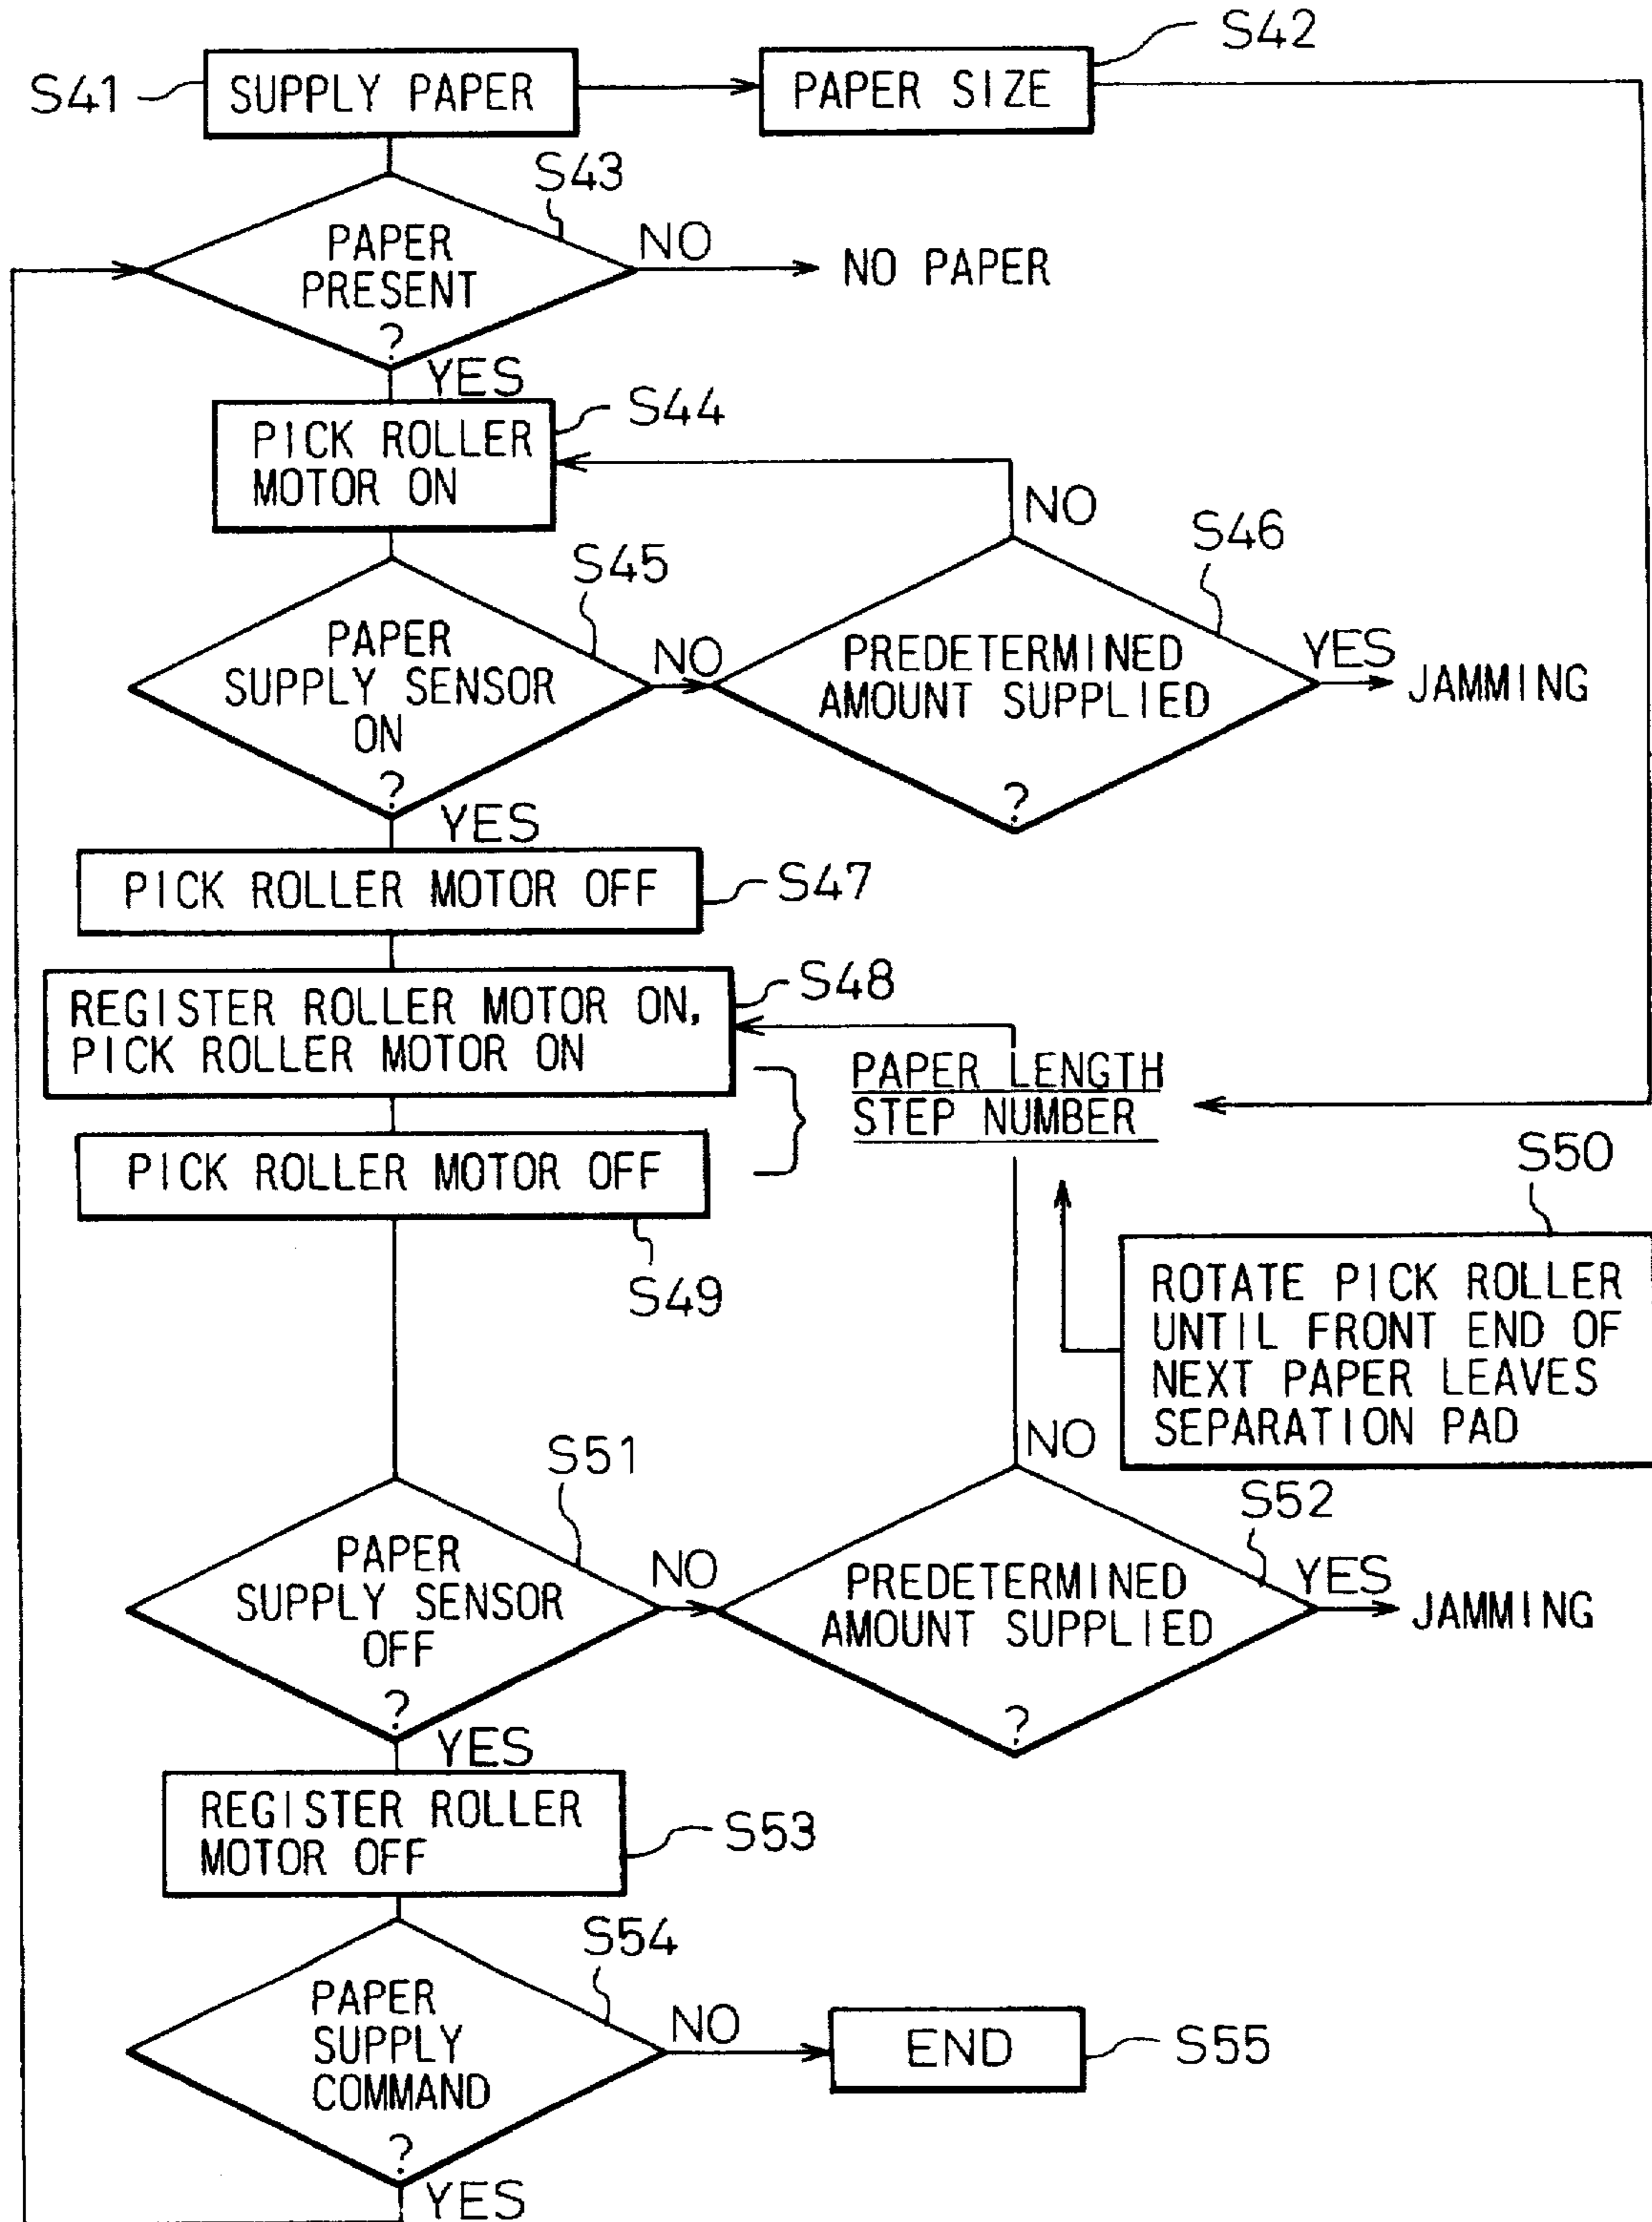 S42
S41
SUPPLY PAPER
PAPER SIZE
S43
PAPER
PRESENT
?
NO
NO PAPER
YES
S44
PICK ROLLER
MOTOR ON
NO
S46
S45
PAPER
SUPPLY SENSOR
ON
?
NO
PREDETERMINED
AMOUNT SUPPLIED
?
YES
JAMMING
YES
PICK ROLLER MOTOR OFF
S47
S48
REGISTER ROLLER MOTOR ON,
PICK ROLLER MOTOR ON
PAPER LENGTH
STEP NUMBER
PICK ROLLER MOTOR OFF
S49
S50
ROTATE PICK ROLLER
UNTIL FRONT END OF
NEXT PAPER LEAVES
SEPARATION PAD
NO
S51
S52
PAPER
SUPPLY SENSOR
OFF
?
NO
PREDETERMINED
AMOUNT SUPPLIED
?
YES
JAMMING
YES
REGISTER ROLLER
MOTOR OFF
S53
S54
PAPER
SUPPLY
COMMAND
?
NO
END
S55
YES